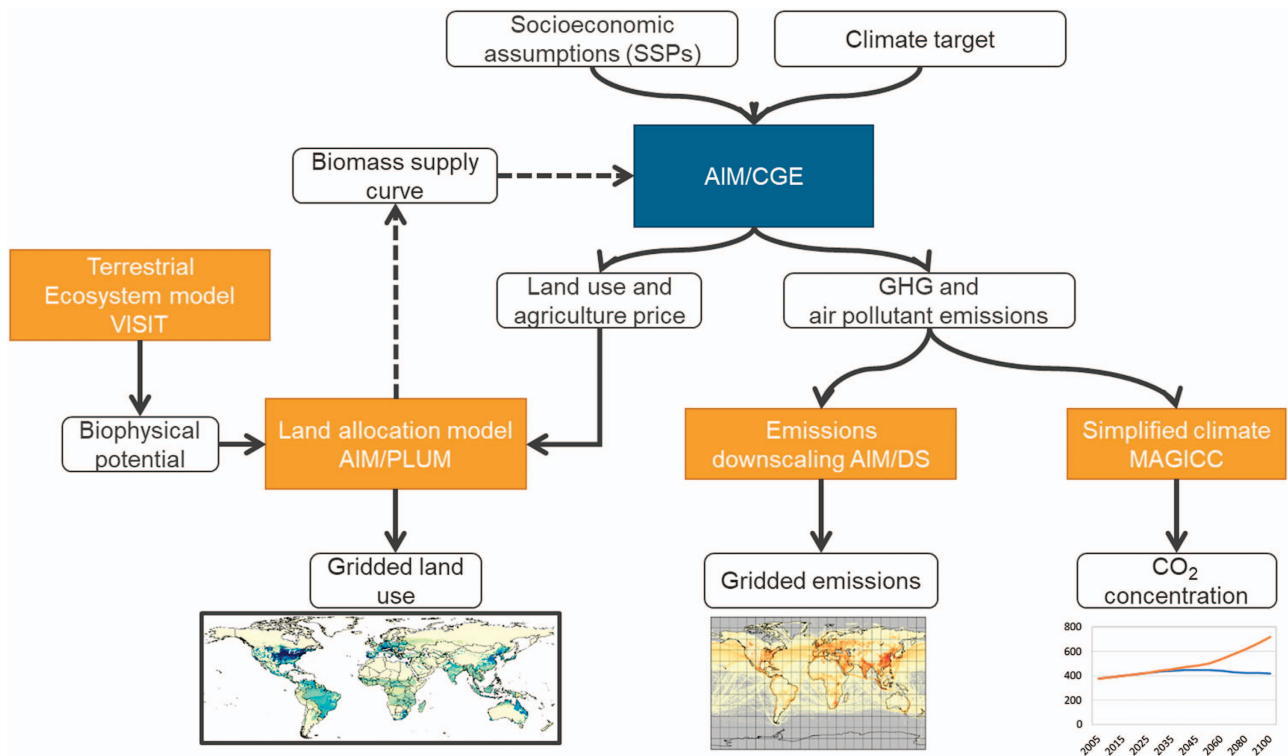 Socioeconomic
assumptions (SSPs)
Climate target
Biomass supply
curve
AIM/CGE
Terrestrial
Ecosystem model
VISIT
Land use and
agriculture price
GHG and
air pollutant emissions
Biophysical
potential
Land allocation model
AIM/PLUM
Emissions
downscaling AIM/DS
Simplified climate
MAGICC
Gridded land
use
Gridded emissions
CO₂
concentration
800
600
400
200
0
2005
2015
2025
2035
2045
2060
2080
2100